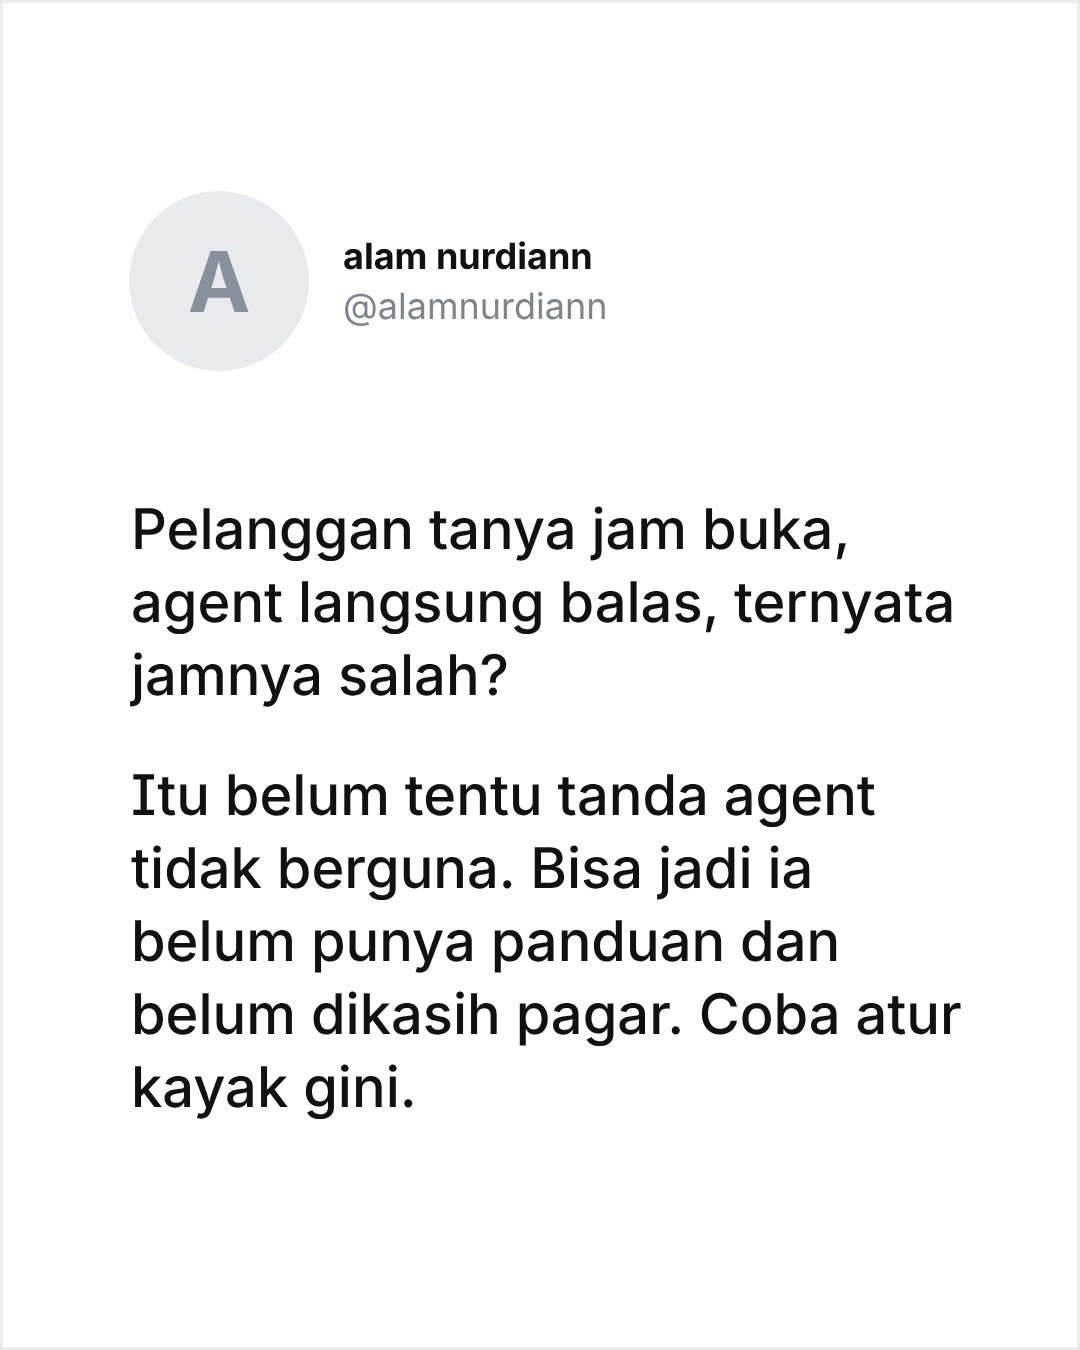 A
alam nurdiann
@alamnurdiann
Pelanggan tanya jam buka,
agent langsung balas, ternyata
jamnya salah?
Itu belum tentu tanda agent
tidak berguna. Bisa jadi ia
belum punya panduan dan
belum dikasih pagar. Coba atur
kayak gini.